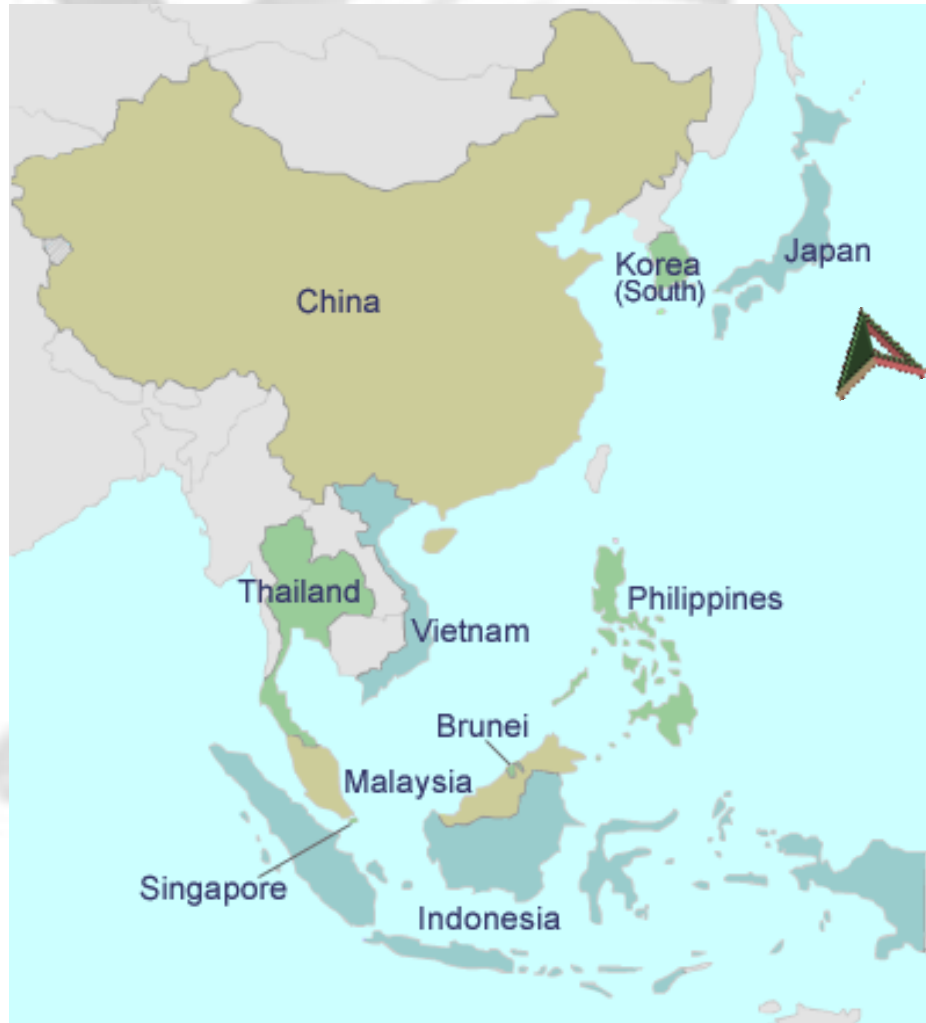 Japan
Korea
(South)
China
Thailand
Philippines
Vietnam
Brunei
Malaysia
Singapore
Indonesia